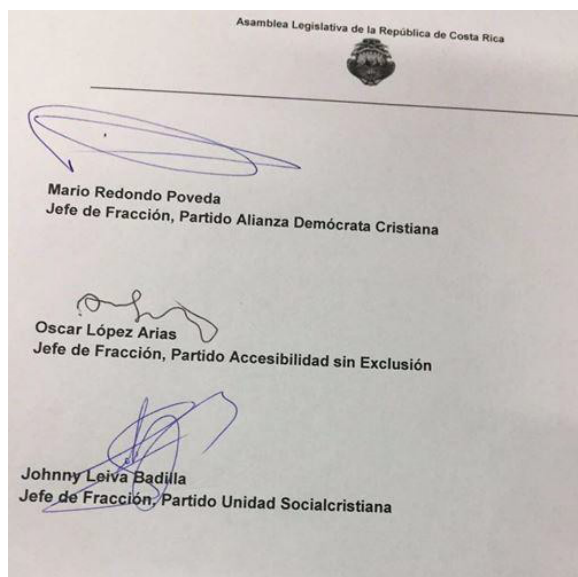 Asamblea Legislativa de la República de Costa Rica
Mario Redondo Poveda
Jefe de Fracción, Partido Alianza Demócrata Cristiana
Oscar López Arias
Jefe de Fracción, Partido Accesibilidad sin Exclusión
Johnny Leiva Badilla
Jefe de Fracción, Partido Unidad Socialcristiana